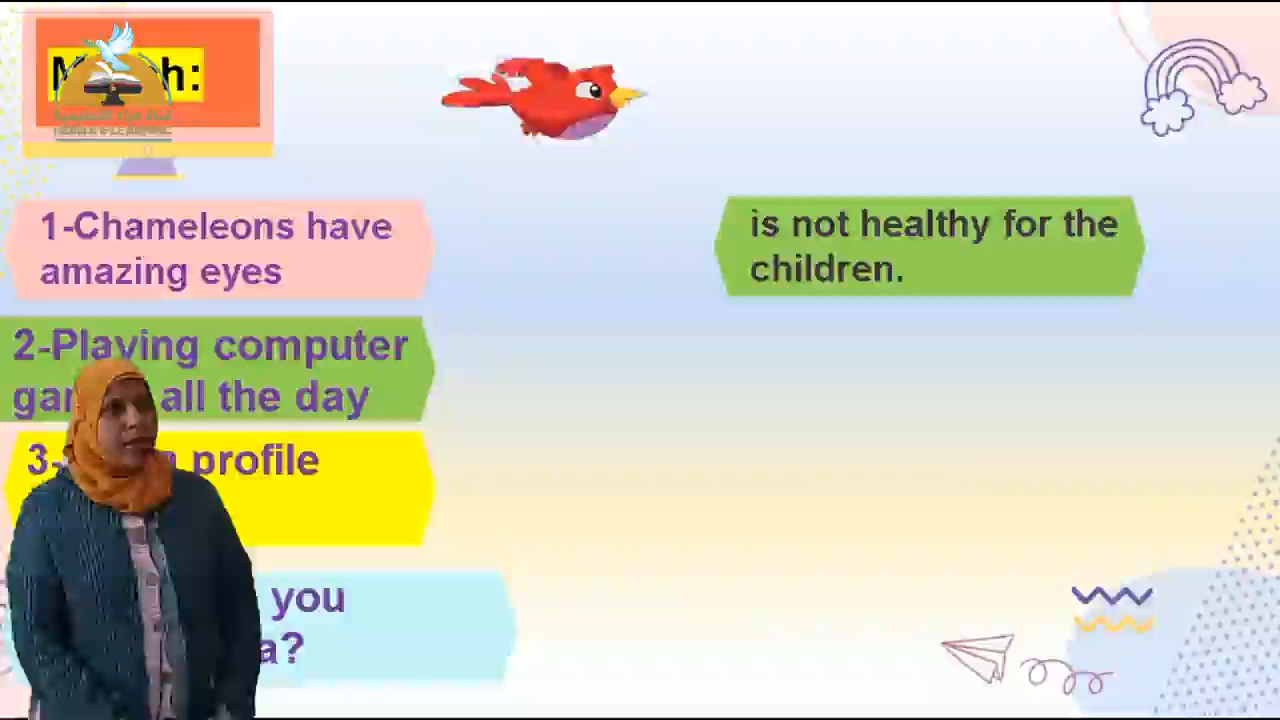 1-Chameleons have
amazing eyes
is not healthy for the
children.
2-Playing computer
all the day
profile
you